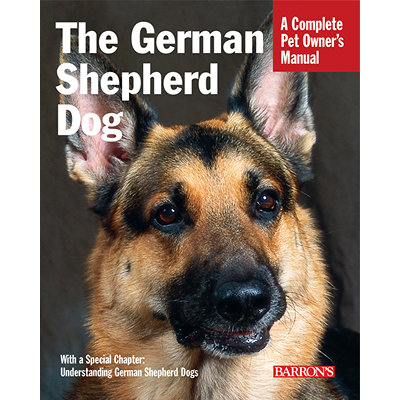 The German
Shepherd
Dog
A Complete
Pet Owner's
Manual
With a Special Chapter:
Understanding German Shepherd Dogs
BARRON'S